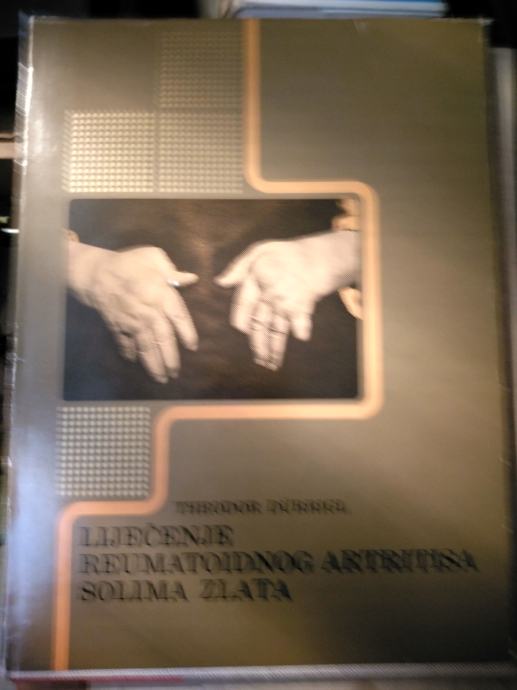 THEODOR DÜRRIGL
LIJEČENJE
REUMATOIDNOG ARTRITISA
SOLIMA ZLATA